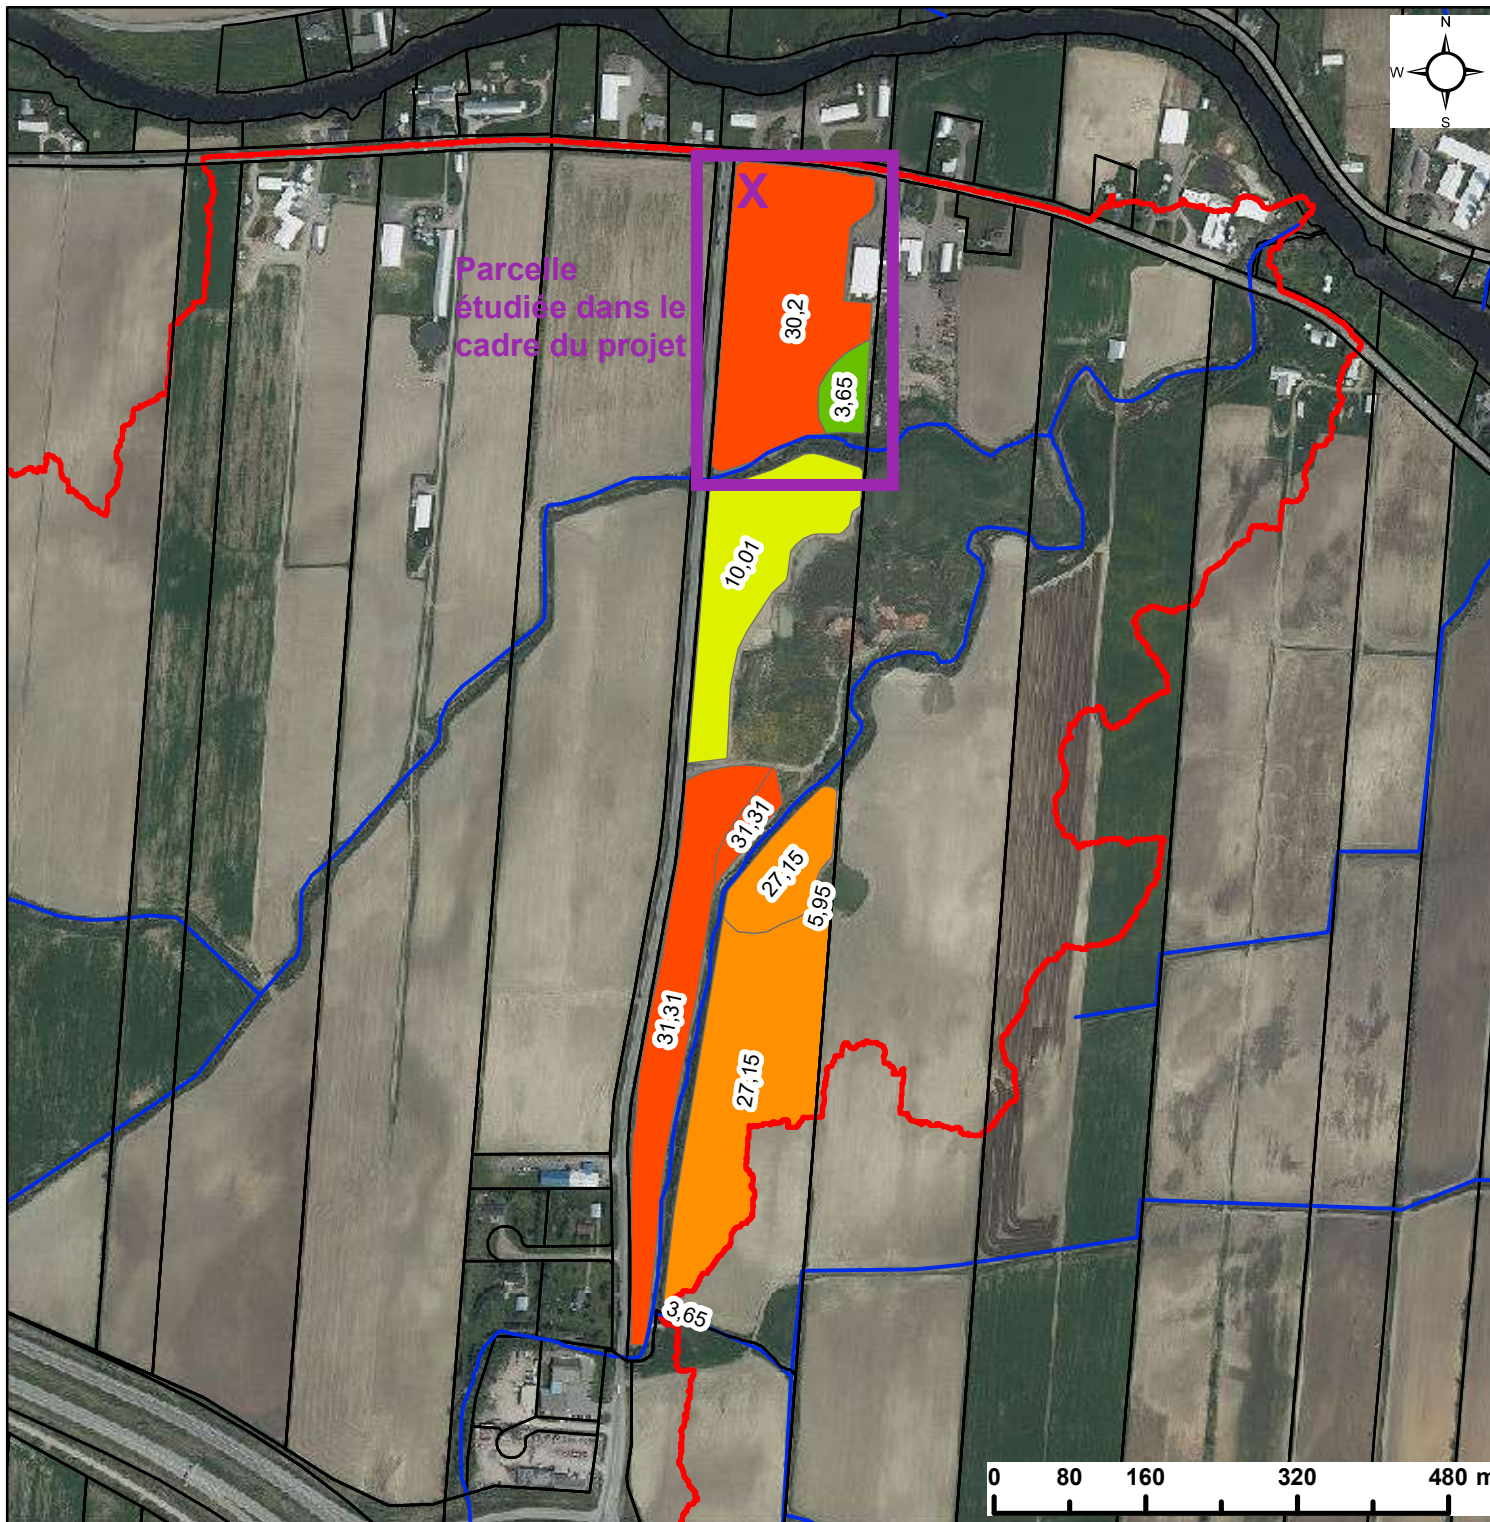 N
W
S
X
Parcelle
étudiée dans le
cadre du projet
30,2
3,65
10,01
31,31
27,15
5,95
31,31
27,15
3,65
0 80 160 320 480 m